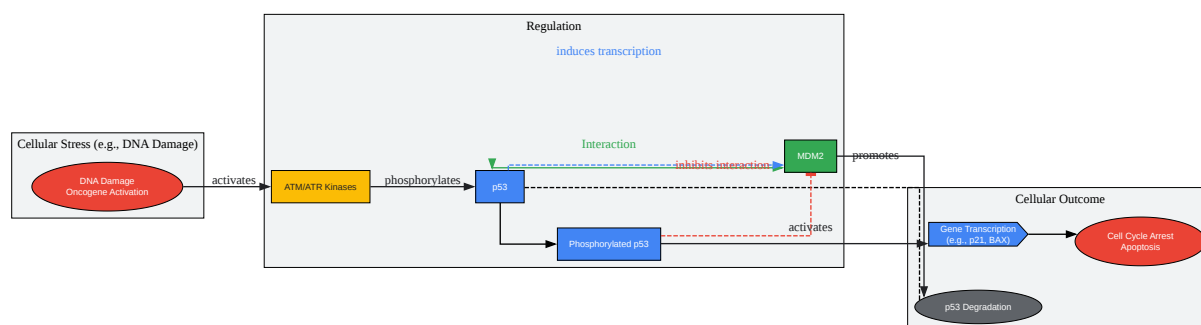 Regulation
induces transcription
Cellular Stress (e.g., DNA Damage)
DNA Damage
Oncogene Activation
activates
ATM/ATR Kinases
phosphorylates
p53
Interaction
inhibits interaction
MDM2
promotes
Phosphorylated p53
activates
Cellular Outcome
Gene Transcription
(e.g., p21, BAX)
Cell Cycle Arrest
Apoptosis
p53 Degradation